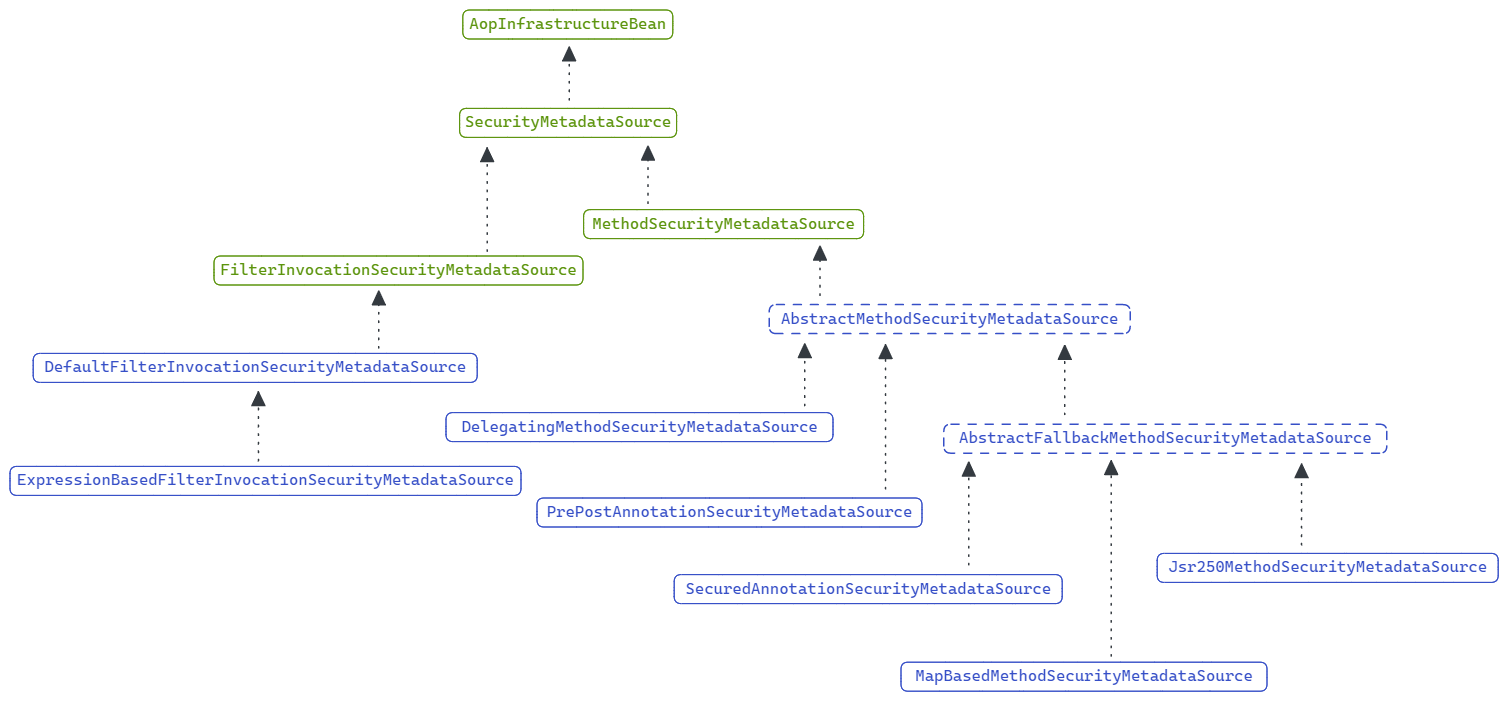 AopInfrastructureBean
SecurityMetadataSource
MethodSecurityMetadataSource
FilterInvocationSecurityMetadataSource
AbstractMethodSecurityMetadataSource
DefaultFilterInvocationSecurityMetadataSource
DelegatingMethodSecurityMetadataSource
AbstractFallbackMethodSecurityMetadataSource
ExpressionBasedFilterInvocationSecurityMetadataSource
PrePostAnnotationSecurityMetadataSource
Jsr250MethodSecurityMetadataSource
SecuredAnnotationSecurityMetadataSource
MapBasedMethodSecurityMetadataSource